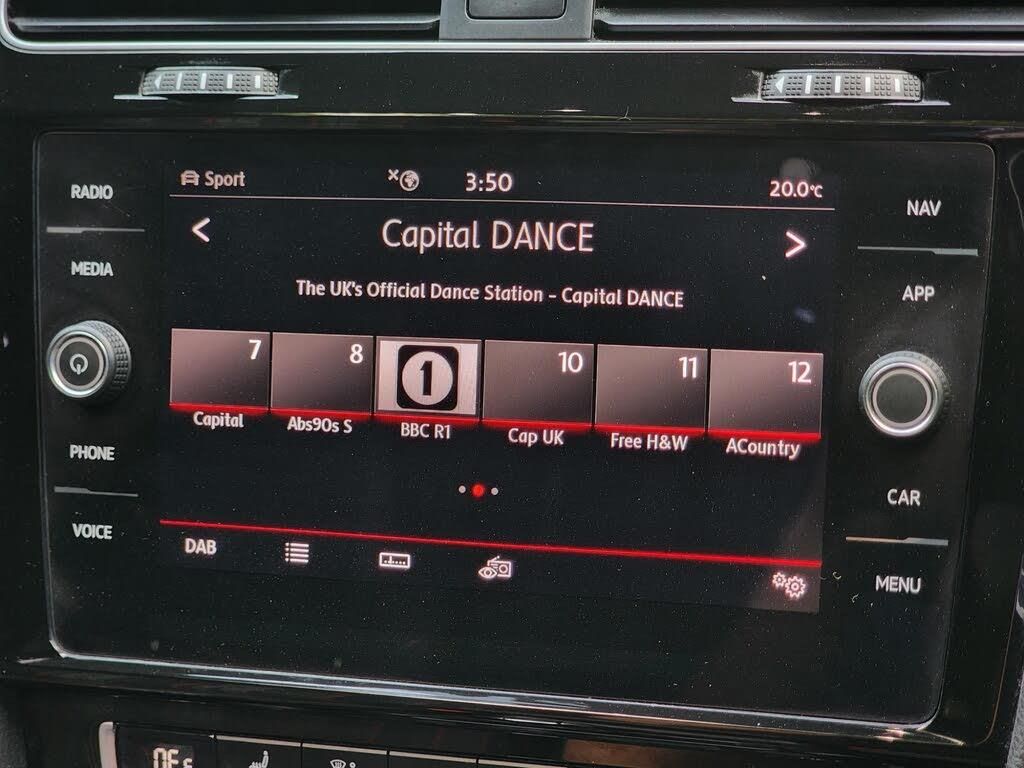 RADIO
MEDIA
PHONE
VOICE
Sport
3:50
20.0°C
< Capital DANCE >
The UK's Official Dance Station - Capital DANCE
7
8
1
10
11
12
Capital
Abs90s S
BBC R1
Cap UK
Free H&W
ACountry
DAB
NAV
APP
CAR
MENU